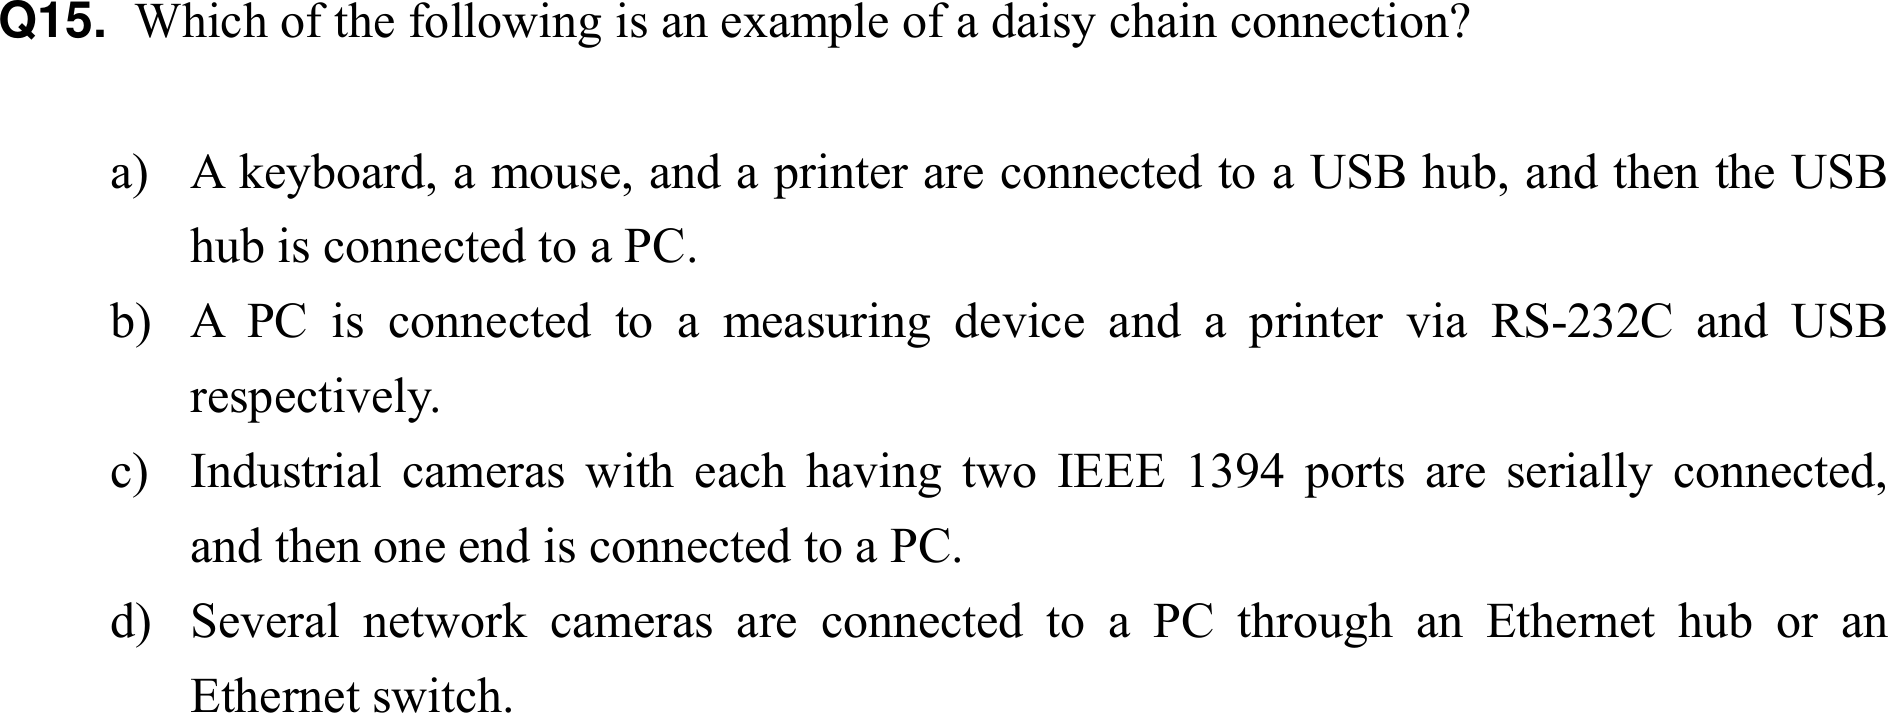 Q15. Which of the following is an example of a daisy chain connection?
a) A keyboard, a mouse, and a printer are connected to a USB hub, and then the USB
hub is connected to a PC.
b) A PC is connected to a measuring device and a printer via RS-232C and USB
respectively.
c) Industrial cameras with each having two IEEE 1394 ports are serially connected,
and then one end is connected to a PC.
d) Several network cameras are connected to a PC through an Ethernet hub or an
Ethernet switch.